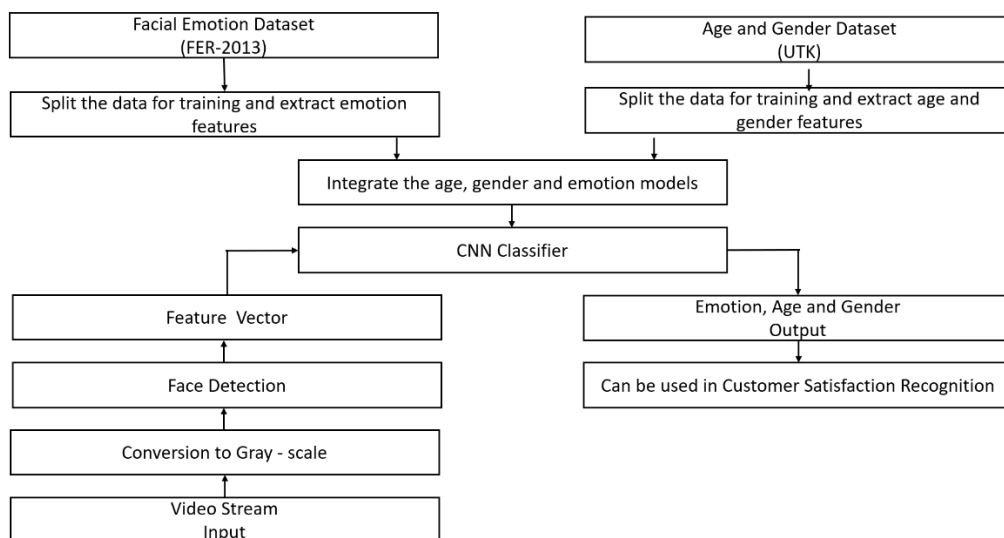 Facial Emotion Dataset
(FER-2013)
Age and Gender Dataset
(UTK)
Split the data for training and extract emotion
features
Split the data for training and extract age and
gender features
Integrate the age, gender and emotion models
CNN Classifier
Feature Vector
Emotion, Age and Gender
Output
Face Detection
Can be used in Customer Satisfaction Recognition
Conversion to Gray - scale
Video Stream
Input